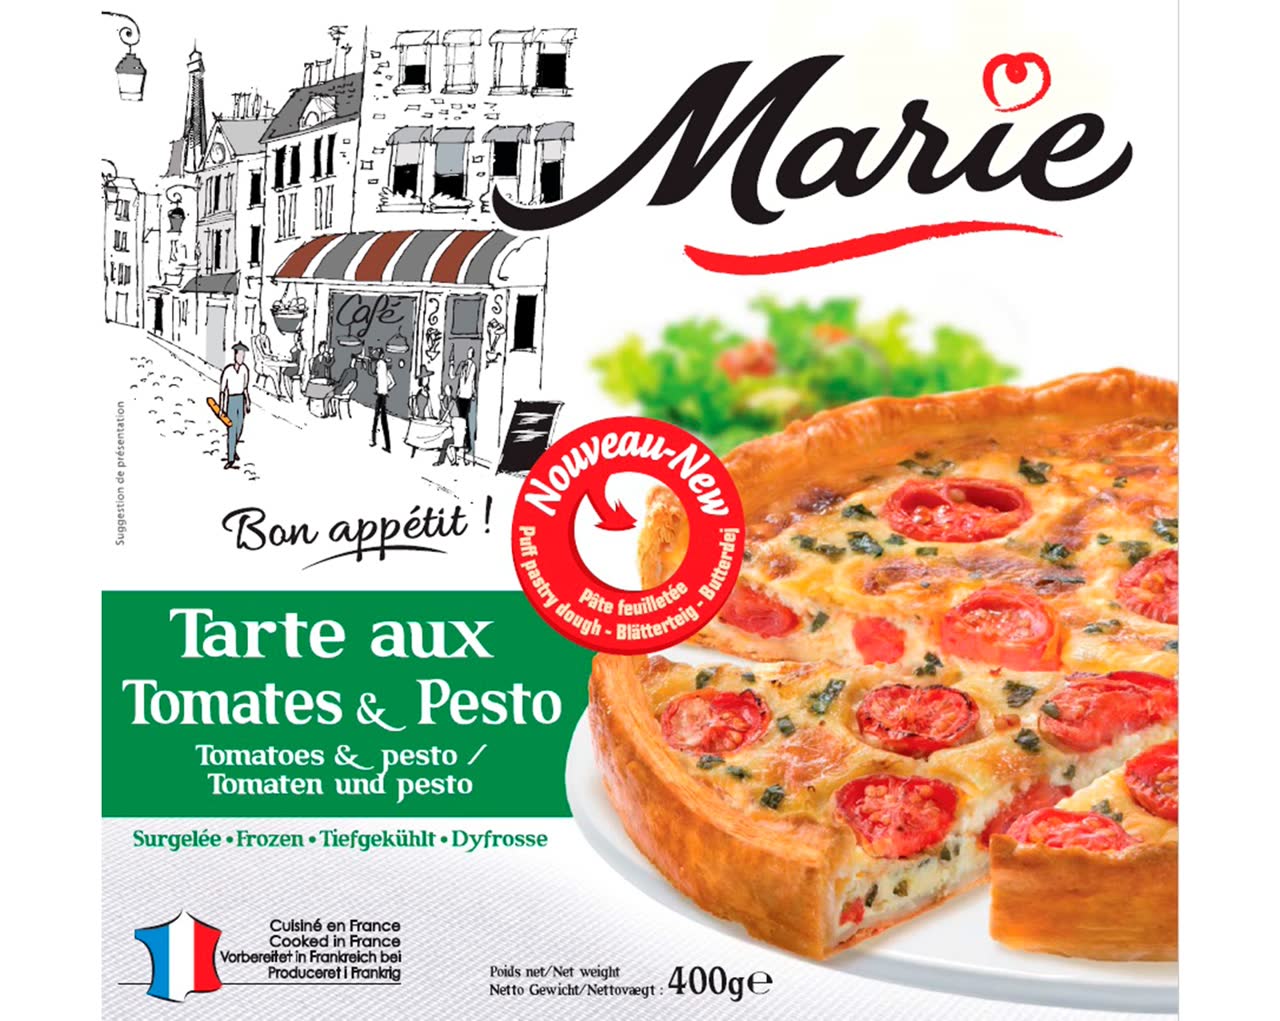 Marie
Café
Suggestion de présentation
Bon appétit !
Nouveau-New
Pâte feuilletée
Puff pastry dough - Blätterteig - Butterdej
Tarte aux
Tomates & Pesto
Tomatoes & pesto /
Tomaten und pesto
Surgelée • Frozen • Tiefgekühlt • Dyfrosse
Cuisiné en France
Cooked in France
Vorbereitet in Frankreich bei
Produceret i Frankrig
Poids net/Net weight
Netto Gewicht/Nettovaegt : 400g℮